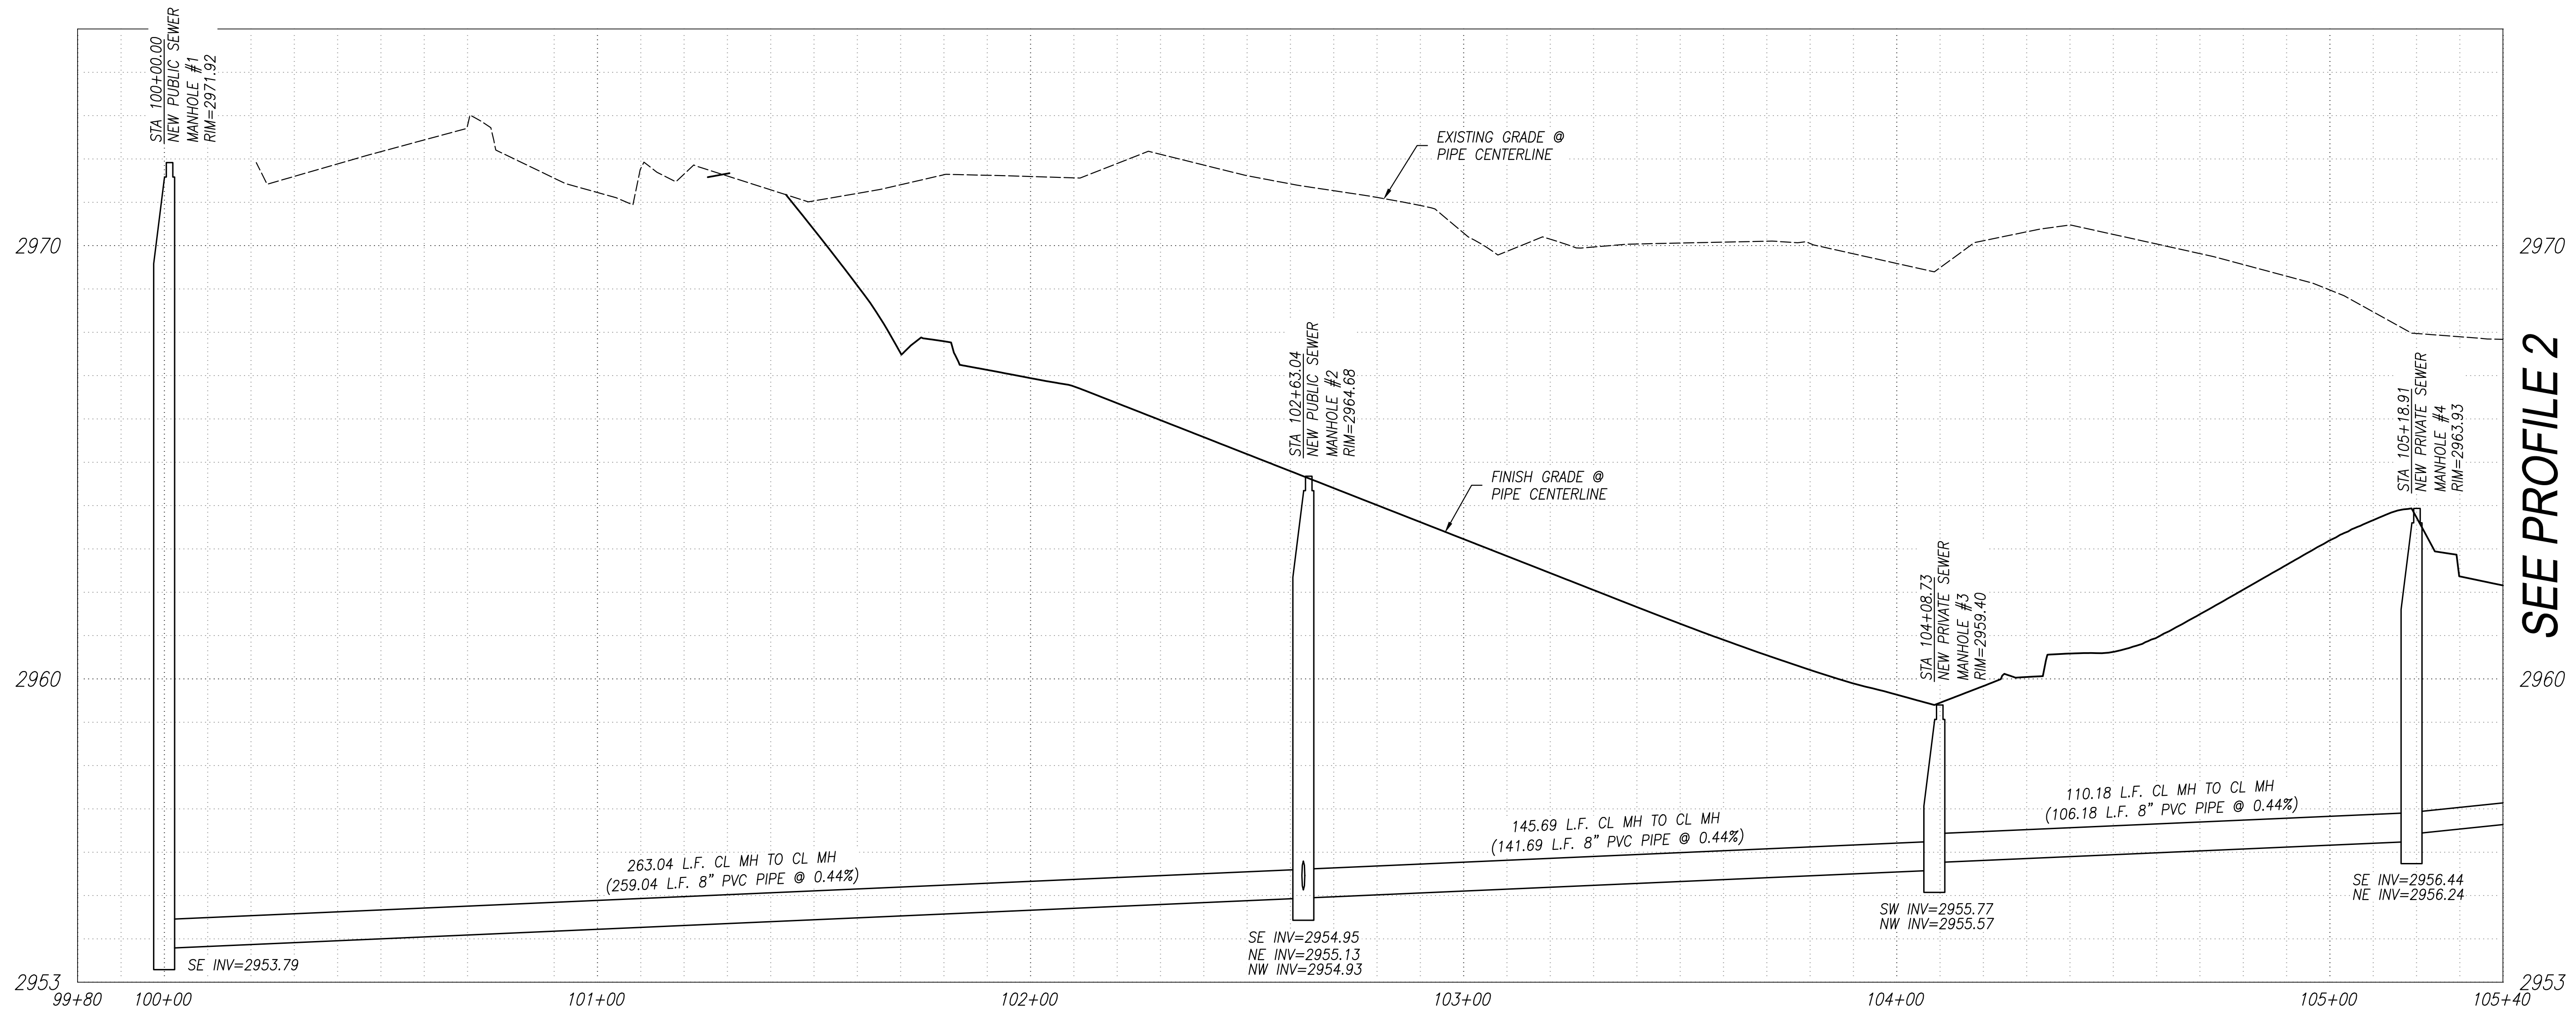 STA 100+00.00
NEW PUBLIC SEWER
MANHOLE #1
RIM=2971.92
EXISTING GRADE @
PIPE CENTERLINE
2970
2970
STA 102+63.04
NEW PUBLIC SEWER
MANHOLE #2
RIM=2964.68
FINISH GRADE @
PIPE CENTERLINE
STA 105+18.91
NEW PRIVATE SEWER
MANHOLE #4
RIM=2963.93
SEE PROFILE 2
STA 104+08.73
NEW PRIVATE SEWER
MANHOLE #3
RIM=2959.40
2960
2960
263.04 L.F. CL MH TO CL MH
(259.04 L.F. 8" PVC PIPE @ 0.44%)
145.69 L.F. CL MH TO CL MH
(141.69 L.F. 8" PVC PIPE @ 0.44%)
110.18 L.F. CL MH TO CL MH
(106.18 L.F. 8" PVC PIPE @ 0.44%)
SE INV=2953.79
SE INV=2954.95
NE INV=2955.13
NW INV=2954.93
SW INV=2955.77
NW INV=2955.57
SE INV=2956.44
NE INV=2956.24
2953
2953
99+80
100+00
101+00
102+00
103+00
104+00
105+00
105+40